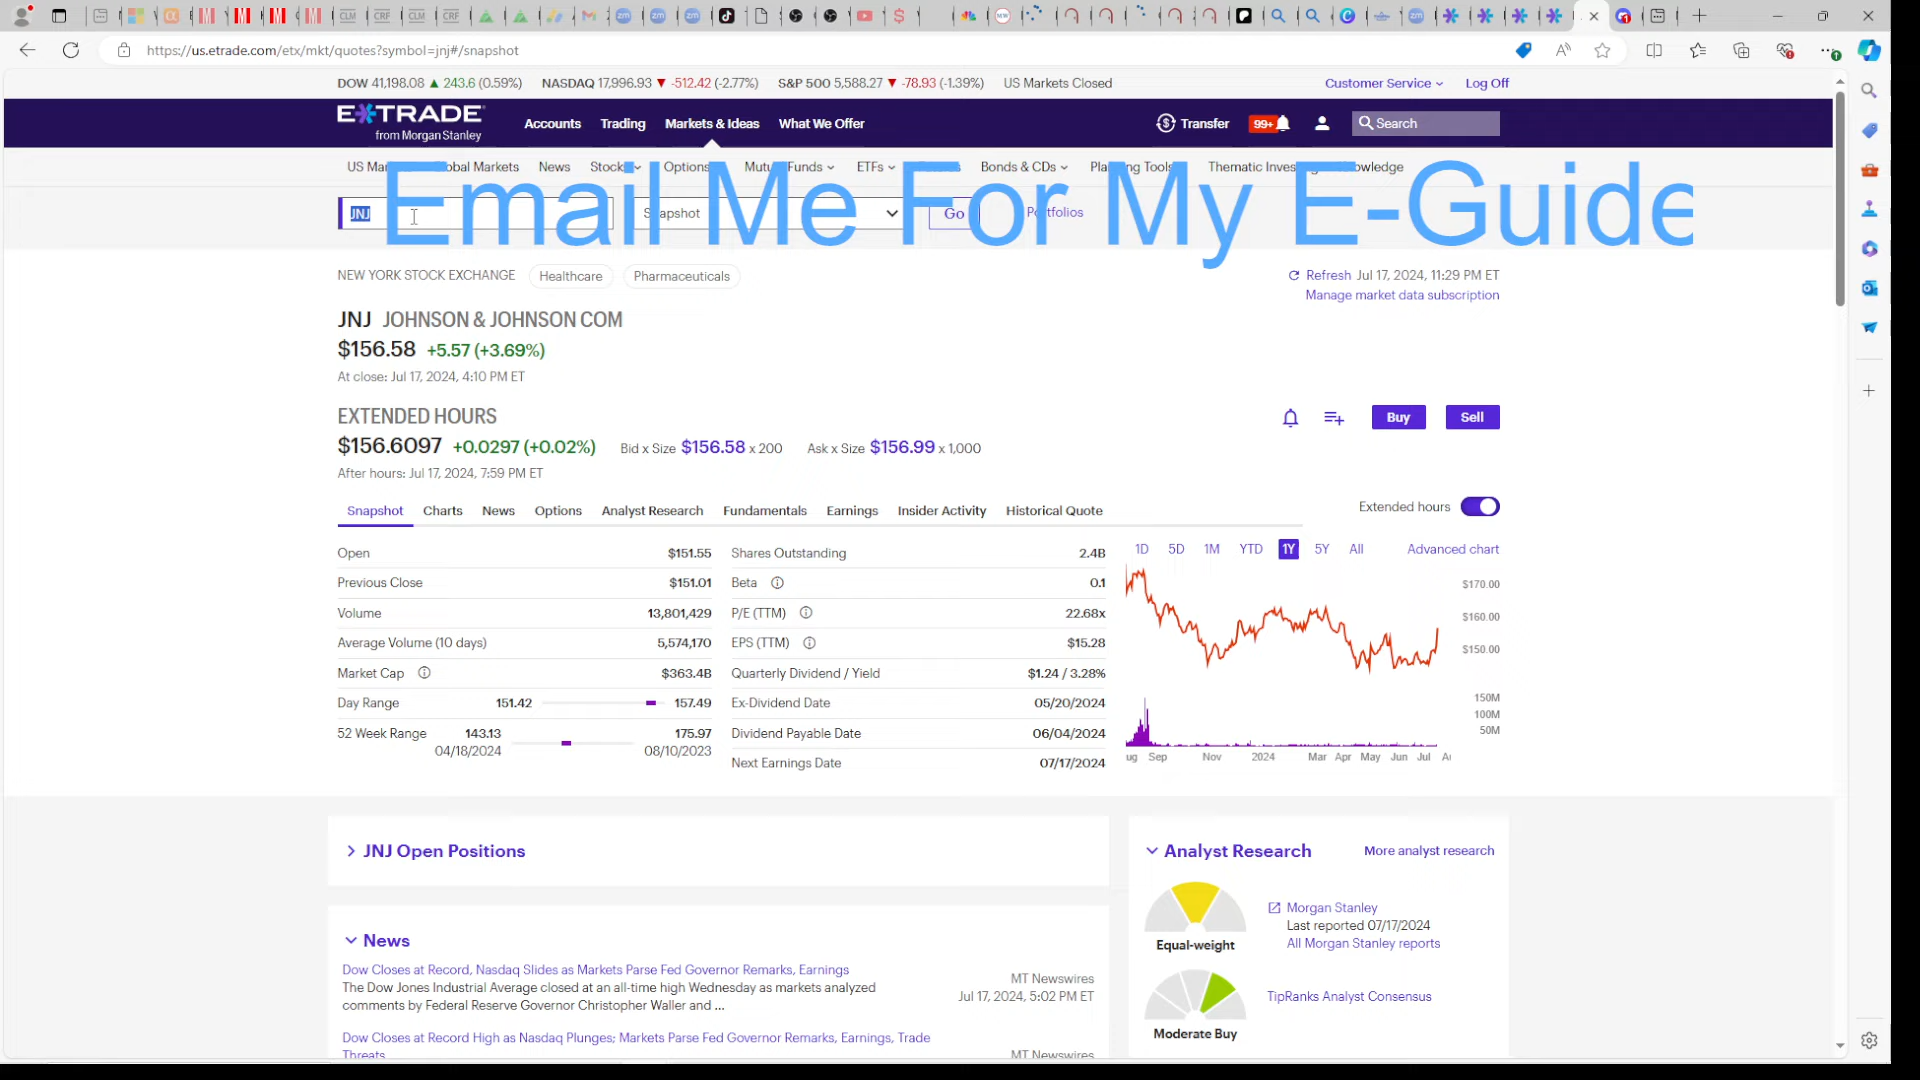 https://us.etrade.com/etx/mkt/quotes?symbol=jnj#/snapshot
DOW 41,198.08 ▲ 243.6 (0.59%) NASDAQ 17,996.93 ▼ -512.42 (-2.77%) S&P 500 5,588.27 ▼ -78.93 (-1.39%) US Markets Closed Customer Service Log Off
E*TRADE
from Morgan Stanley
Accounts Trading Markets & Ideas What We Offer Transfer 99+ Search
News ETFs Bonds & CDs
Email Me For My E-Guide
JNJ Snapshot Go Portfolios
NEW YORK STOCK EXCHANGE Healthcare Pharmaceuticals Refresh Jul 17, 2024, 11:29 PM ET
Manage market data subscription
JNJ JOHNSON & JOHNSON COM
$156.58 +5.57 (+3.69%)
At close: Jul 17, 2024, 4:10 PM ET
EXTENDED HOURS Buy Sell
$156.6097 +0.0297 (+0.02%) Bid x Size $156.58 x 200 Ask x Size $156.99 x 1,000
After hours: Jul 17, 2024, 7:59 PM ET
Snapshot Charts News Options Analyst Research Fundamentals Earnings Insider Activity Historical Quote Extended hours
1D 5D 1M YTD 1Y 5Y All Advanced chart
Open $151.55 Shares Outstanding 2.4B
Previous Close $151.01 Beta 0.1
Volume 13,801,429 P/E (TTM) 22.68x
Average Volume (10 days) 5,574,170 EPS (TTM) $15.28
Market Cap $363.4B Quarterly Dividend / Yield $1.24 / 3.28%
Day Range 151.42 157.49 Ex-Dividend Date 05/20/2024
52 Week Range 143.13 175.97 Dividend Payable Date 06/04/2024
04/18/2024 08/10/2023
Next Earnings Date 07/17/2024
$170.00
$160.00
$150.00
150M
100M
50M
ug Sep Nov 2024 Mar Apr May Jun Jul
JNJ Open Positions
Analyst Research More analyst research
Morgan Stanley
Last reported 07/17/2024
All Morgan Stanley reports
Equal-weight
TipRanks Analyst Consensus
Moderate Buy
News
Dow Closes at Record, Nasdaq Slides as Markets Parse Fed Governor Remarks, Earnings
The Dow Jones Industrial Average closed at an all-time high Wednesday as markets analyzed
comments by Federal Reserve Governor Christopher Waller and ...
MT Newswires
Jul 17, 2024, 5:02 PM ET
Dow Closes at Record High as Nasdaq Plunges; Markets Parse Fed Governor Remarks, Earnings, Trade
Threats
MT Newswires